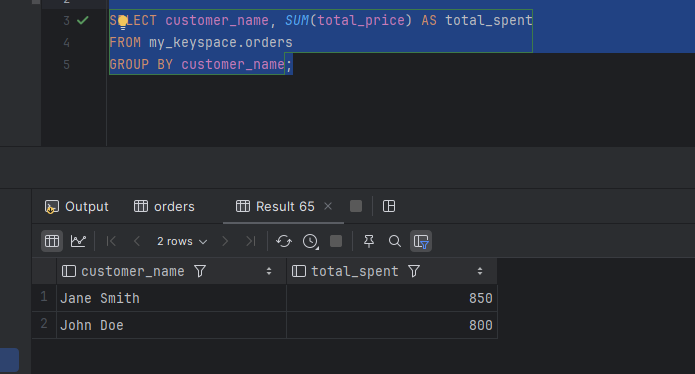 3 SELECT customer_name, SUM(total_price) AS total_spent
4 FROM my_keyspace.orders
5 GROUP BY customer_name;
Output orders Result 65
2 rows
customer_name total_spent
1 Jane Smith 850
2 John Doe 800